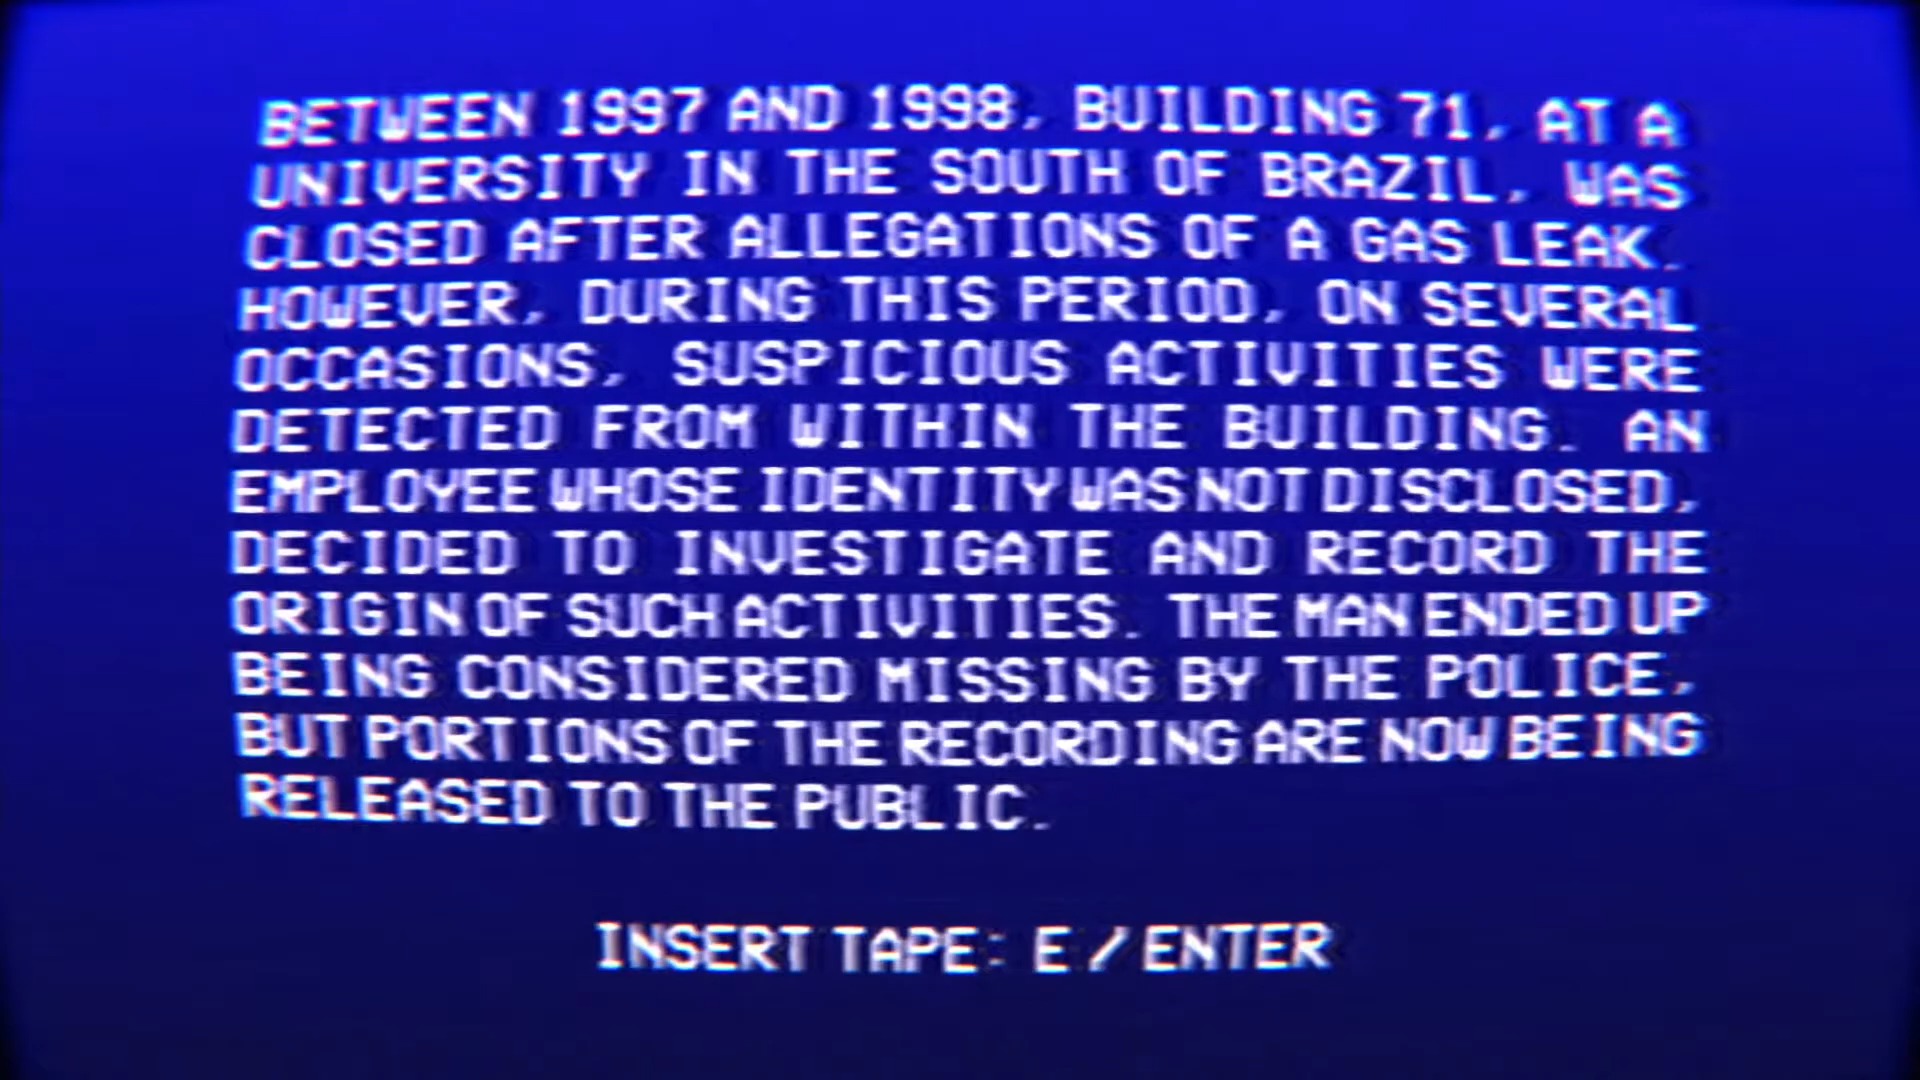 BETWEEN 1997 AND 1998, BUILDING 71, AT A
UNIVERSITY IN THE SOUTH OF BRAZIL, WAS
CLOSED AFTER ALLEGATIONS OF A GAS LEAK.
HOWEVER, DURING THIS PERIOD, ON SEVERAL
OCCASIONS, SUSPICIOUS ACTIVITIES WERE
DETECTED FROM WITHIN THE BUILDING. AN
EMPLOYEE WHOSE IDENTITY WAS NOT DISCLOSED,
DECIDED TO INVESTIGATE AND RECORD THE
ORIGIN OF SUCH ACTIVITIES. THE MAN ENDED UP
BEING CONSIDERED MISSING BY THE POLICE,
BUT PORTIONS OF THE RECORDING ARE NOW BEING
RELEASED TO THE PUBLIC.
INSERT TAPE: E / ENTER